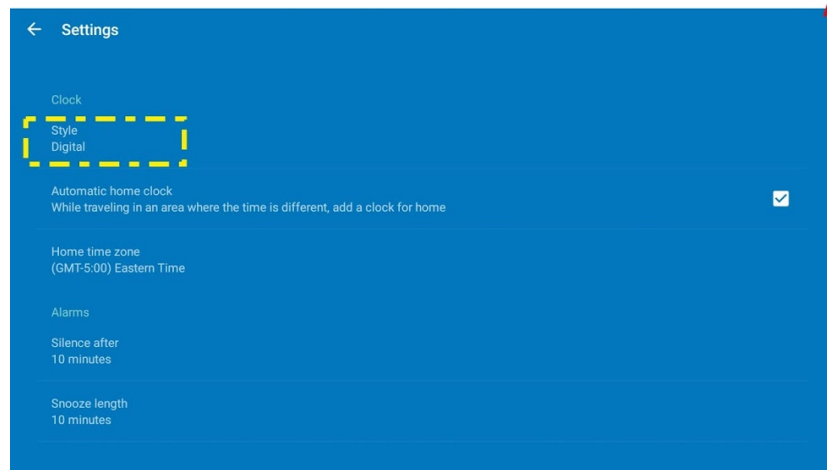 Settings
Clock
Style
Digital
Automatic home clock
While traveling in an area where the time is different, add a clock for home
Home time zone
(GMT-5:00) Eastern Time
Alarms
Silence after
10 minutes
Snooze length
10 minutes